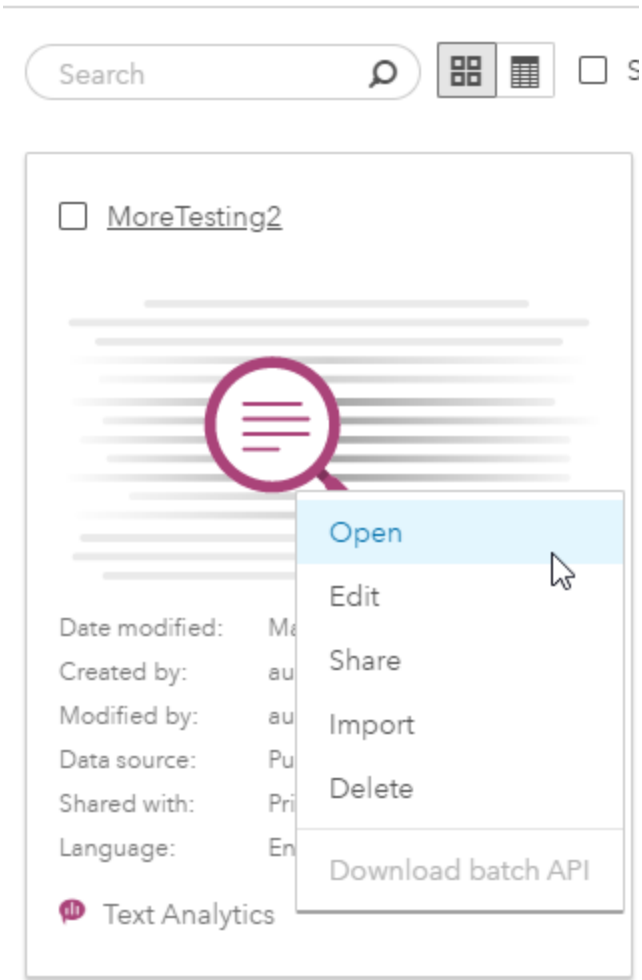 Search
MoreTesting2
Open
Edit
Share
Import
Delete
Download batch API
Date modified:
Created by:
Modified by:
Data source:
Shared with:
Language:
Text Analytics